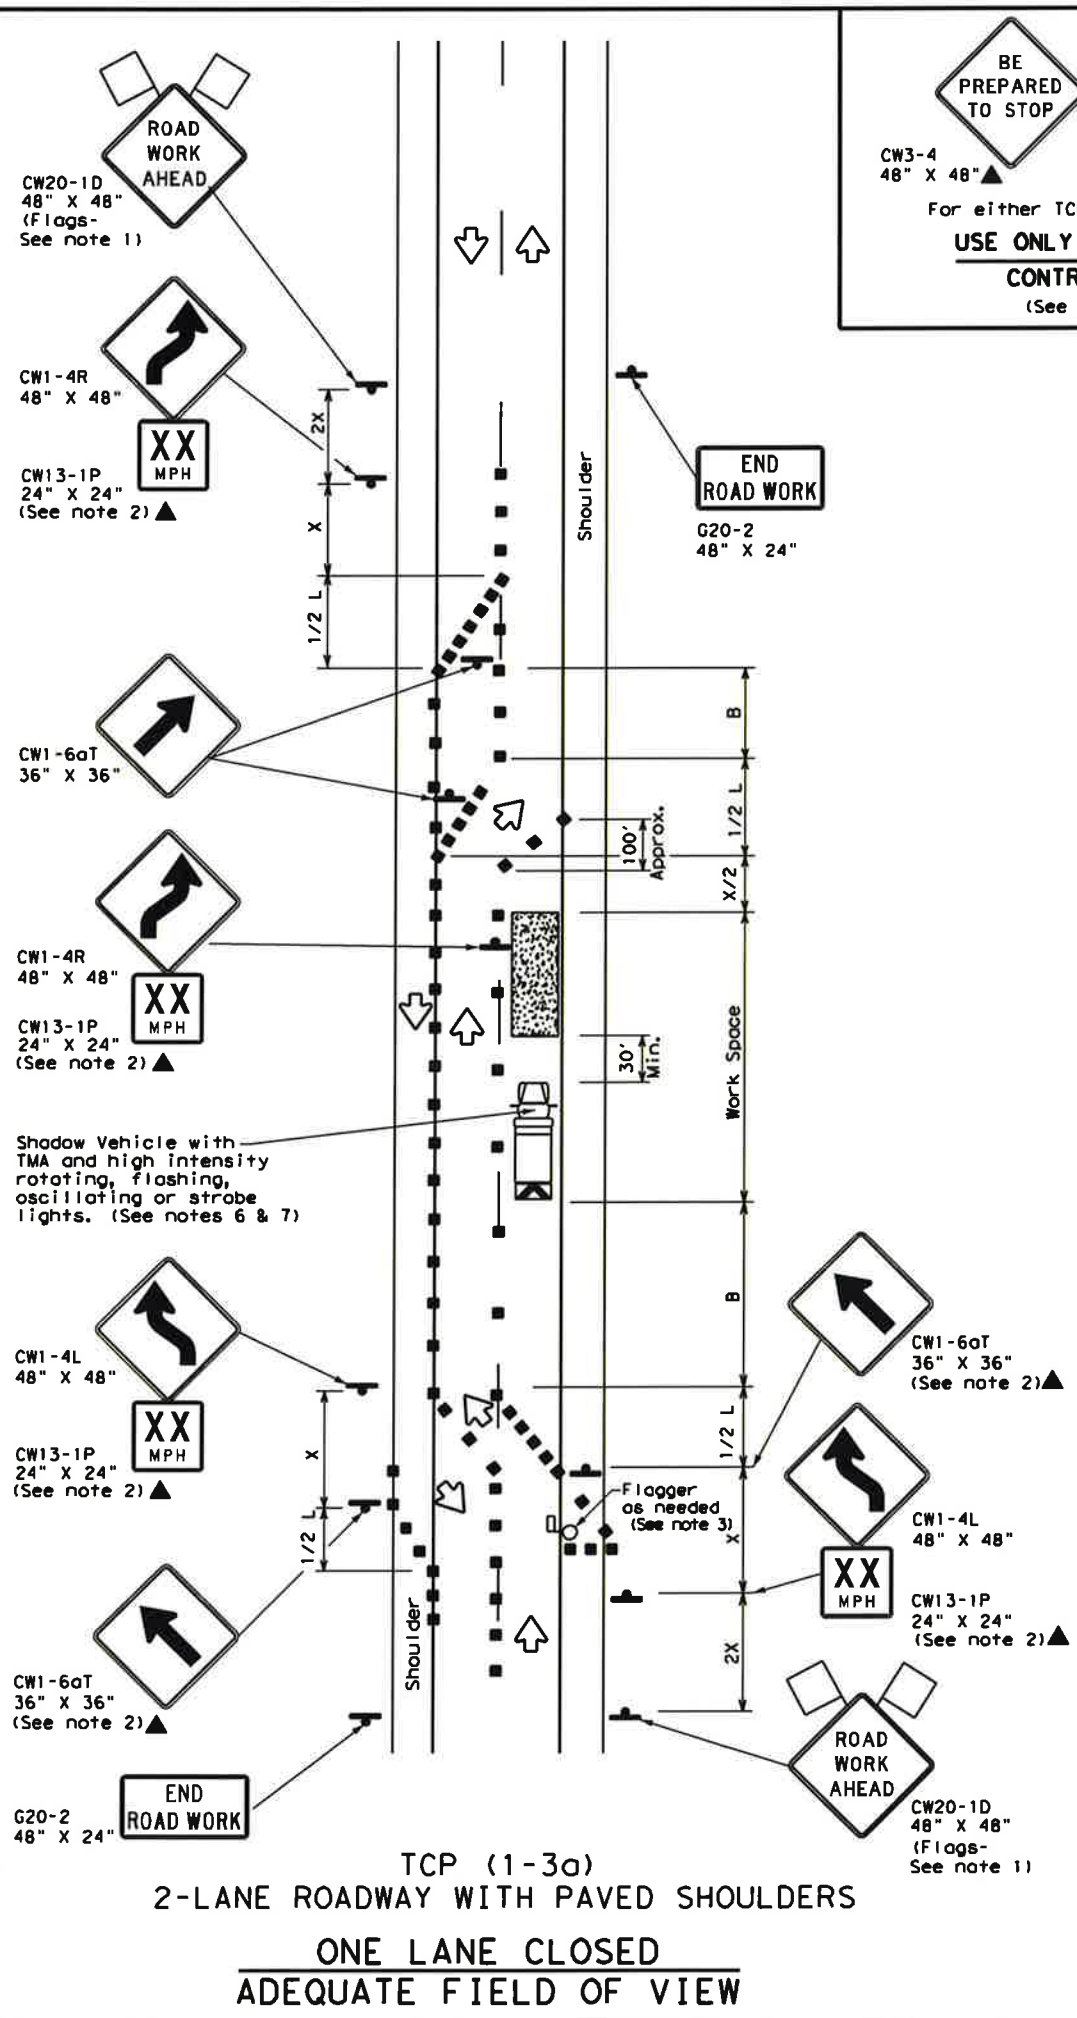 BE
PREPARED
TO STOP
CW3-4
48" X 48"
For either TC
USE ONLY
CONTR
(See
ROAD
WORK
AHEAD
CW20-1D
48" X 48"
(Flags-
See note 1)
CW1-4R
48" X 48"
XX
MPH
CW13-1P
24" X 24"
(See note 2)
2X
X
1/2 L
Shoulder
END
ROAD WORK
G20-2
48" X 24"
CW1-6aT
36" X 36"
B
1/2 L
100'
Approx.
X/2
CW1-4R
48" X 48"
XX
MPH
CW13-1P
24" X 24"
(See note 2)
30'
Min.
Work Space
Shadow Vehicle with
TMA and high intensity
rotating, flashing,
oscillating or strobe
lights. (See notes 6 & 7)
B
CW1-4L
48" X 48"
XX
MPH
CW13-1P
24" X 24"
(See note 2)
X
1/2 L
CW1-6aT
36" X 36"
(See note 2)
1/2 L
Flagger
as needed
(See note 3)
X
CW1-4L
48" X 48"
XX
MPH
CW13-1P
24" X 24"
(See note 2)
2X
Shoulder
CW1-6aT
36" X 36"
(See note 2)
END
ROAD WORK
G20-2
48" X 24"
ROAD
WORK
AHEAD
CW20-1D
48" X 48"
(Flags-
See note 1)
TCP (1-3a)
2-LANE ROADWAY WITH PAVED SHOULDERS
ONE LANE CLOSED
ADEQUATE FIELD OF VIEW